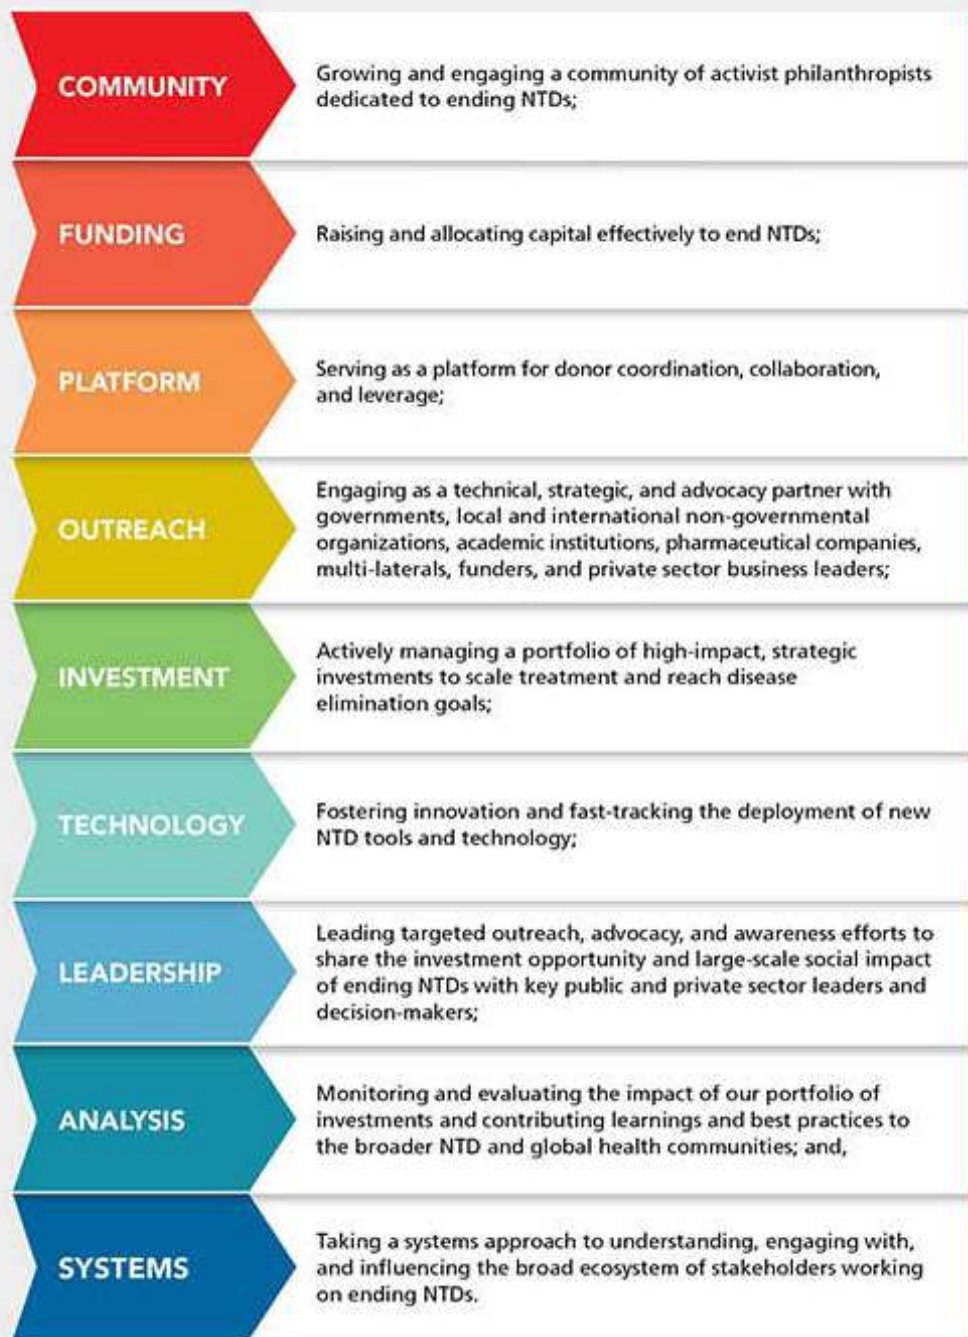 COMMUNITY
Growing and engaging a community of activist philanthropists
dedicated to ending NTDs;
FUNDING
Raising and allocating capital effectively to end NTDs;
PLATFORM
Serving as a platform for donor coordination, collaboration,
and leverage;
OUTREACH
Engaging as a technical, strategic, and advocacy partner with
governments, local and international non-governmental
organizations, academic institutions, pharmaceutical companies,
multi-laterals, funders, and private sector business leaders;
INVESTMENT
Actively managing a portfolio of high-impact, strategic
investments to scale treatment and reach disease
elimination goals;
TECHNOLOGY
Fostering innovation and fast-tracking the deployment of new
NTD tools and technology;
LEADERSHIP
Leading targeted outreach, advocacy, and awareness efforts to
share the investment opportunity and large-scale social impact
of ending NTDs with key public and private sector leaders and
decision-makers;
ANALYSIS
Monitoring and evaluating the impact of our portfolio of
investments and contributing learnings and best practices to
the broader NTD and global health communities; and,
SYSTEMS
Taking a systems approach to understanding, engaging with,
and influencing the broad ecosystem of stakeholders working
on ending NTDs.